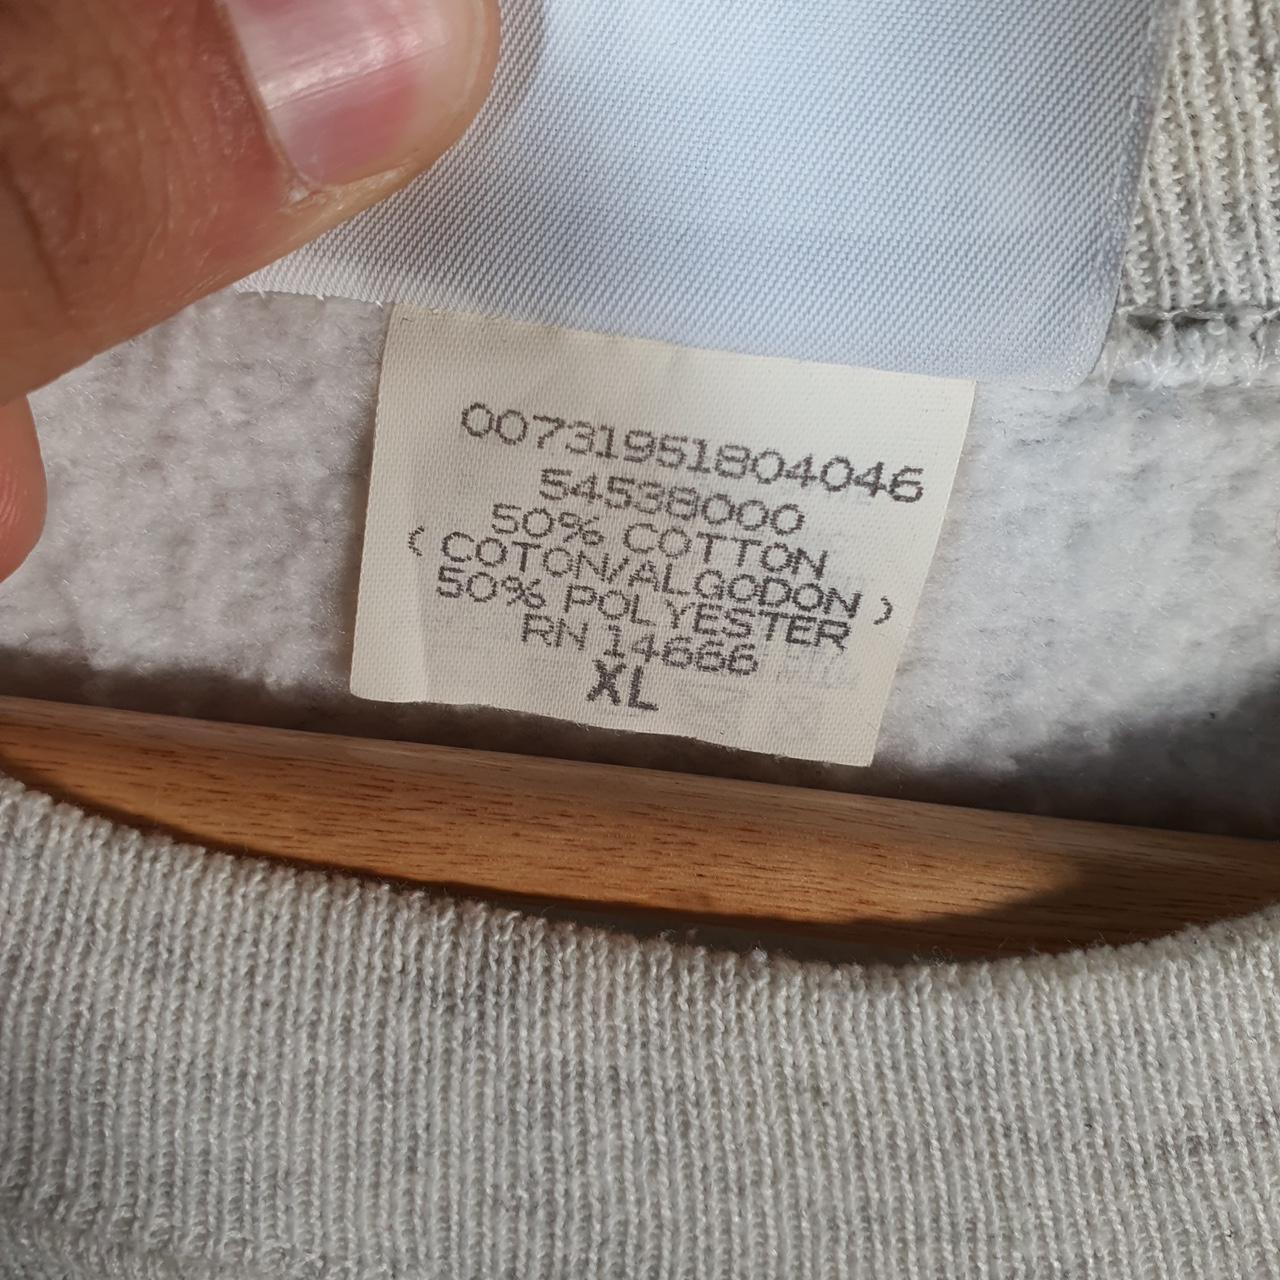 00731951804046
54538000
50% COTTON
( COTON/ALGODON )
50% POLYESTER
RN 14666
XL